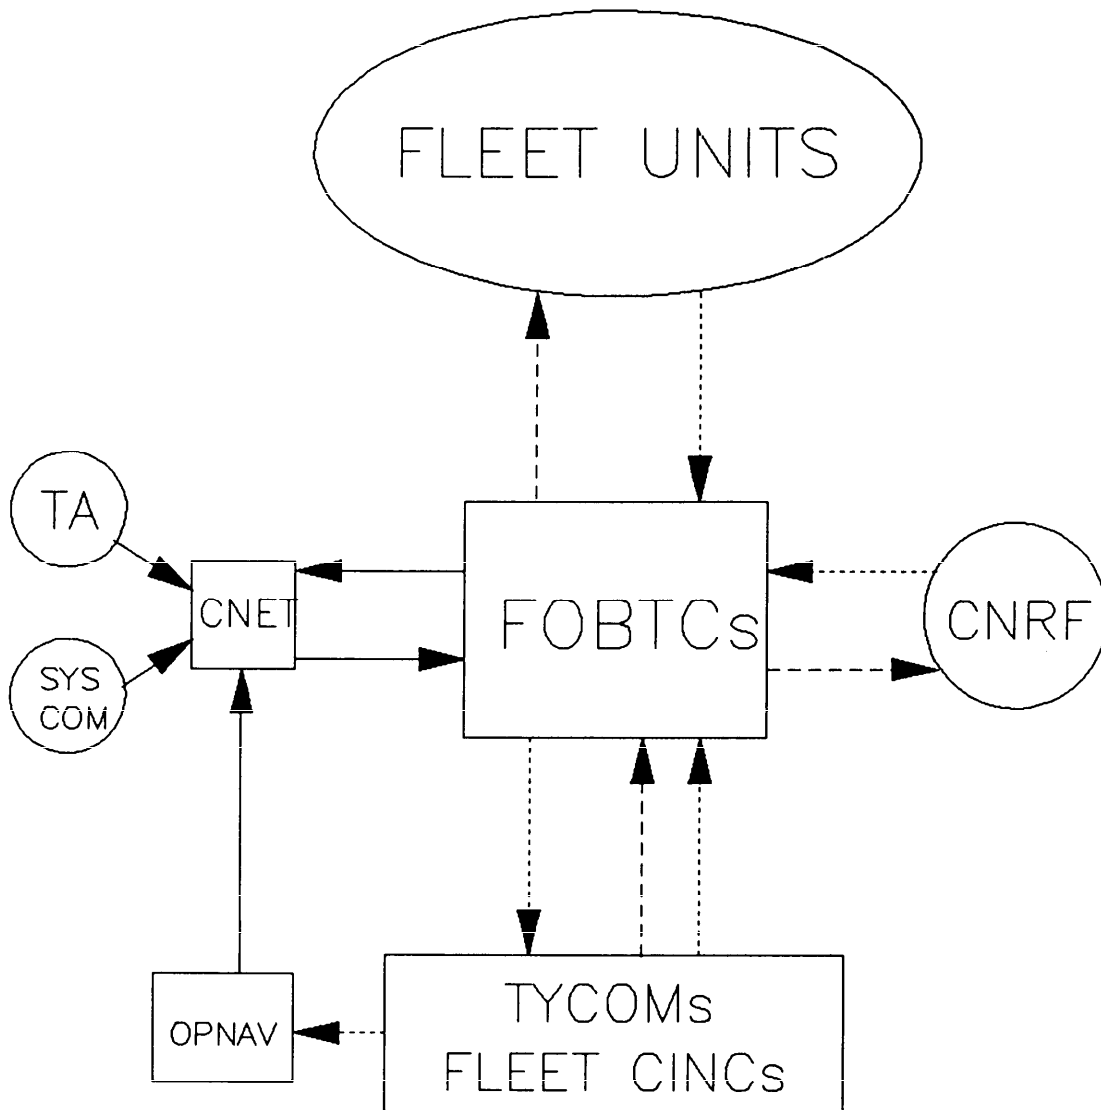 FLEET UNITS
TA
CNET
FOBTCs
CNRF
SYS
COM
OPNAV
TYCOMs
FLEET CINCs